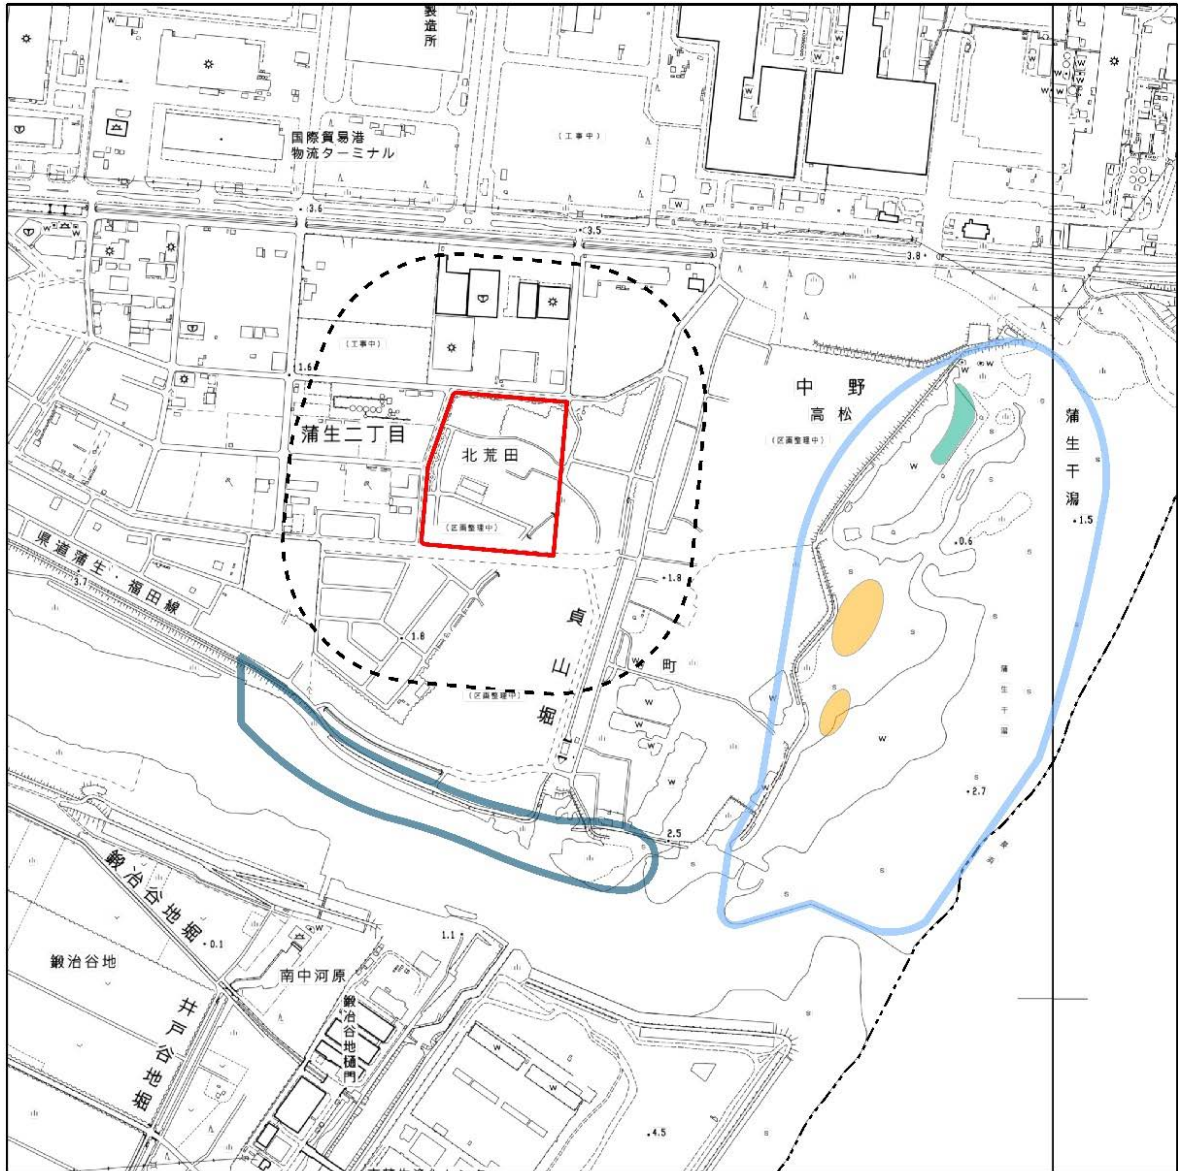 製造所
国際貿易港
物流ターミナル
(工事中)
3.6
3.5
3.8
(工事中)
1.6
蒲生二丁目
北荒田
(区画整理中)
中野
高松
(区画整理中)
蒲生干潟
1.5
0.6
県道蒲生・福田線
3.7
1.8
1.8
貞山堀
町
(区画整理中)
蒲生干潟
2.7
2.5
鍛冶谷地堀
0.1
1.1
鍛冶谷地
南中河原
鍛冶谷地樋門
井戸谷地堀
4.5